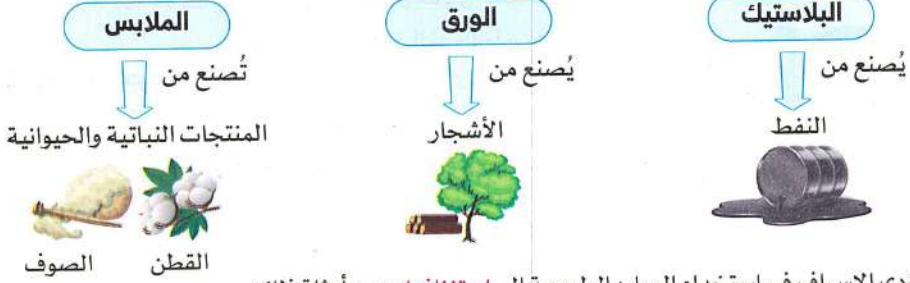 البلاستيك
يُصنع من
النفط
الورق
يُصنع من
الأشجار
الملابس
تُصنع من
المنتجات النباتية والحيوانية
القطن
الصوف